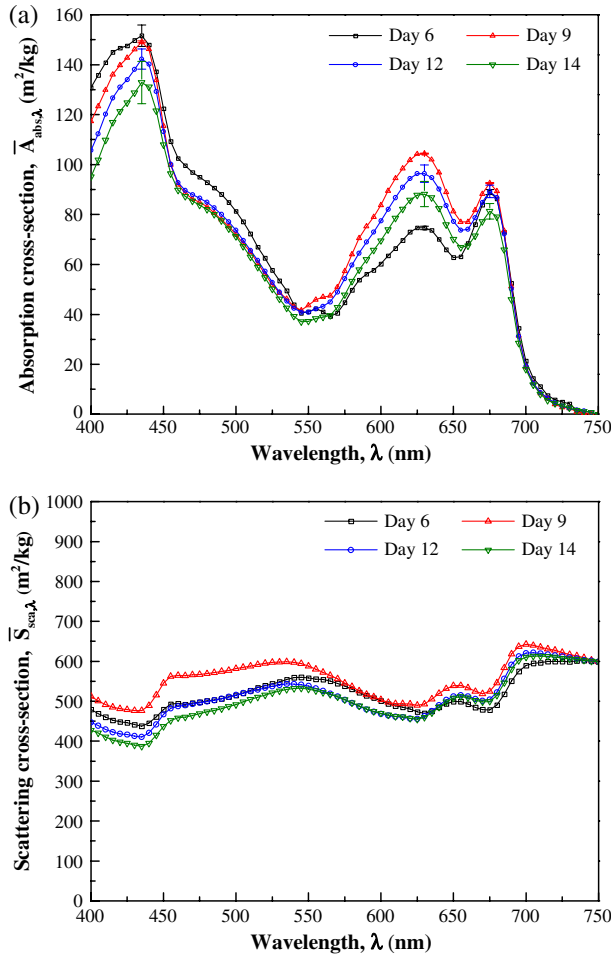 (a)
160
140
120
100
80
60
40
20
0
Absorption cross-section, A̅abs,λ (m²/kg)
Day 6 Day 9
Day 12 Day 14
400 450 500 550 600 650 700 750
Wavelength, λ (nm)
(b)
1000
900
800
700
600
500
400
300
200
100
0
Scattering cross-section, S̅sca,λ (m²/kg)
Day 6 Day 9
Day 12 Day 14
400 450 500 550 600 650 700 750
Wavelength, λ (nm)